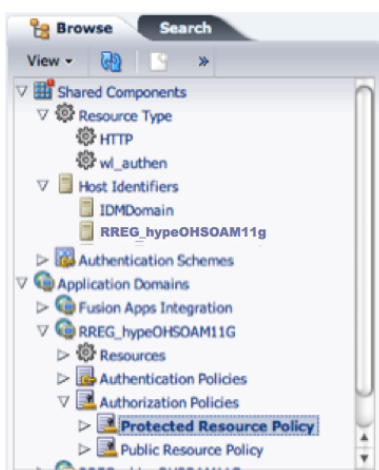 Browse Search
View
Shared Components
Resource Type
HTTP
wl_authen
Host Identifiers
IDMDomain
RREG_hypeOHSOAM11g
Authentication Schemes
Application Domains
Fusion Apps Integration
RREG_hypeOHSOAM11G
Resources
Authentication Policies
Authorization Policies
Protected Resource Policy
Public Resource Policy